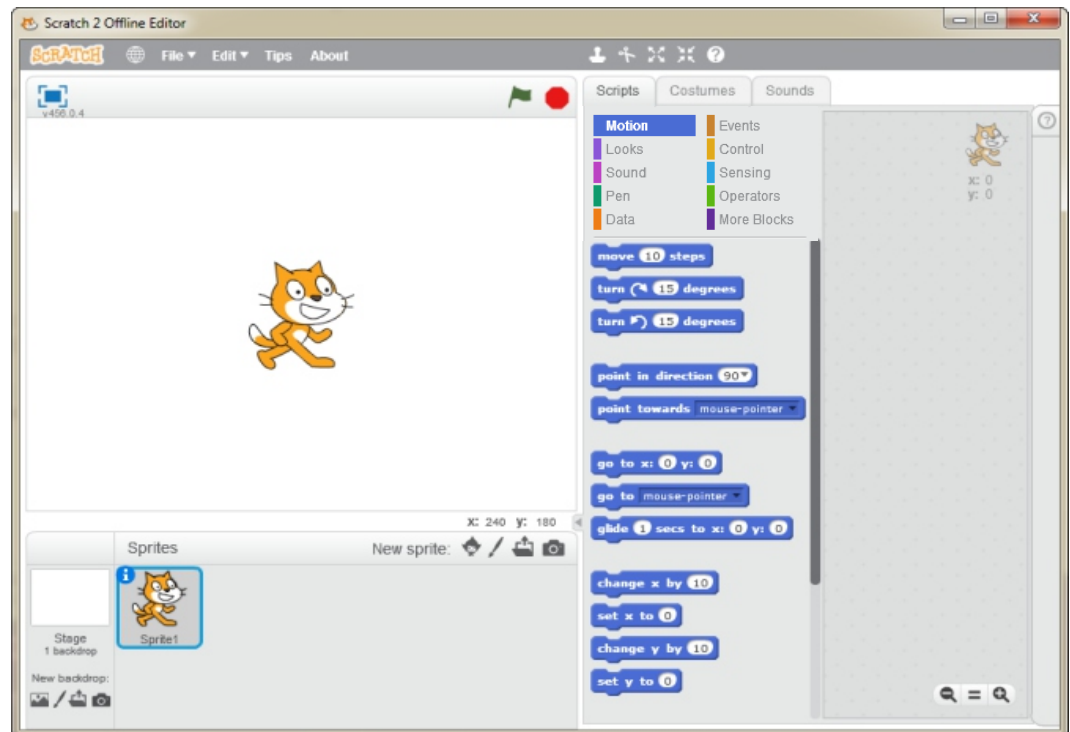 Scratch 2 Offline Editor
SCRATCH File Edit Tips About
v456.0.4
Scripts Costumes Sounds
Motion Events
Looks Control
Sound Sensing
Pen Operators
Data More Blocks
x: 0
y: 0
move 10 steps
turn 15 degrees
turn 15 degrees
point in direction 90
point towards mouse-pointer
go to x: 0 y: 0
go to mouse-pointer
glide 1 secs to x: 0 y: 0
change x by 10
set x to 0
change y by 10
set y to 0
X: 240 y: 180
Sprites New sprite:
Stage
1 backdrop
New backdrop:
Sprite1